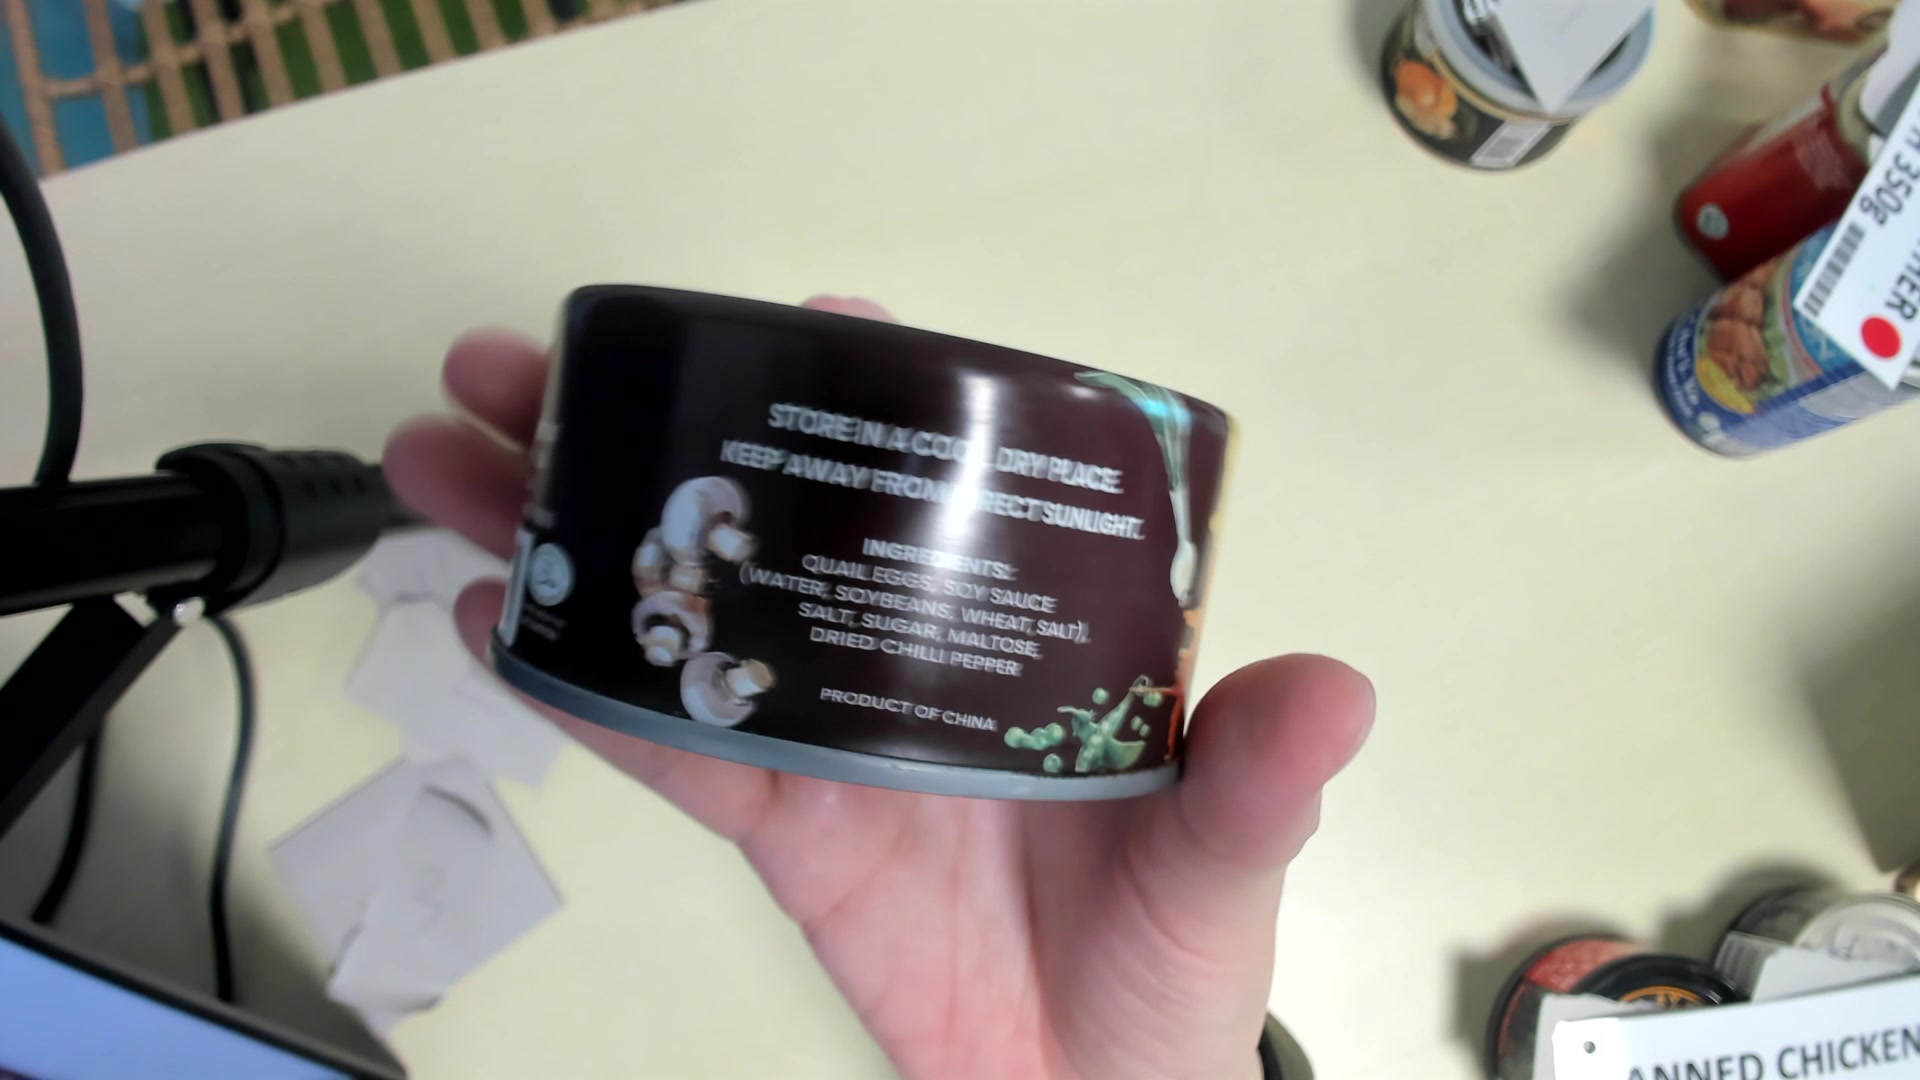 STORE IN A COOL DRY PLACE.
KEEP AWAY FROM DIRECT SUNLIGHT.
INGREDIENTS:
QUAIL EGGS, SOY SAUCE
(WATER, SOYBEANS, WHEAT, SALT),
SALT, SUGAR, MALTOSE,
DRIED CHILLI PEPPER
PRODUCT OF CHINA
350g
ANNED CHICKEN
3